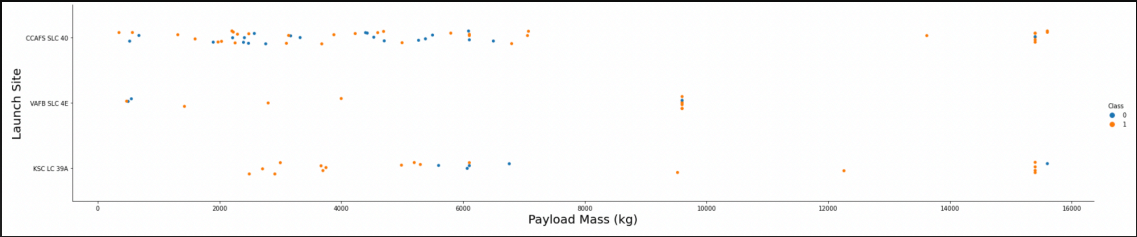 CCAFS SLC 40
VAFB SLC 4E
KSC LC 39A
Launch Site
0 2000 4000 6000 8000 10000 12000 14000 16000
Payload Mass (kg)
Class
0
1